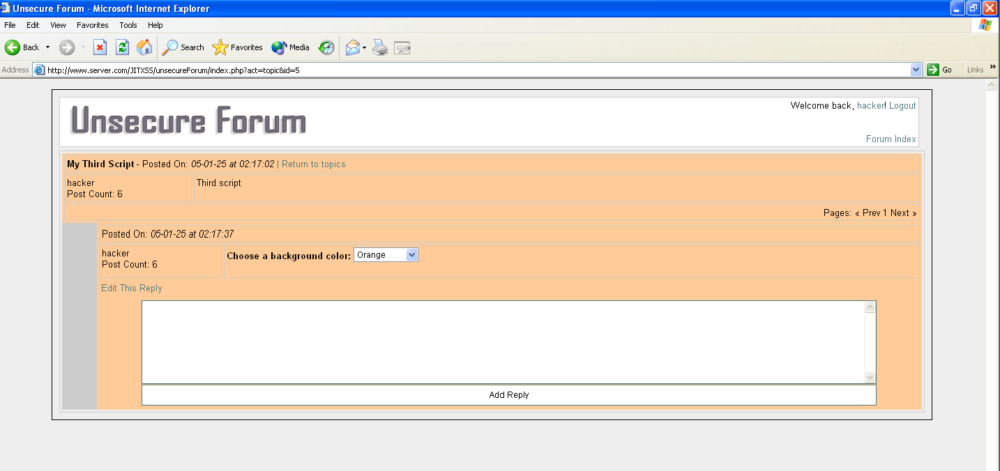 Unsecure Forum - Microsoft Internet Explorer
File Edit View Favorites Tools Help
Back Search Favorites Media
Address http://www.server.com/JITXSS/unsecureForum/index.php?act=topic&id=5 Go Links »
Unsecure Forum
Welcome back, hacker! Logout
Forum Index
My Third Script - Posted On: 05-01-25 at 02:17:02 | Return to topics
hacker
Post Count: 6
Third script
Pages: « Prev 1 Next »
Posted On: 05-01-25 at 02:17:37
hacker
Post Count: 6
Choose a background color: Orange
Edit This Reply
Add Reply